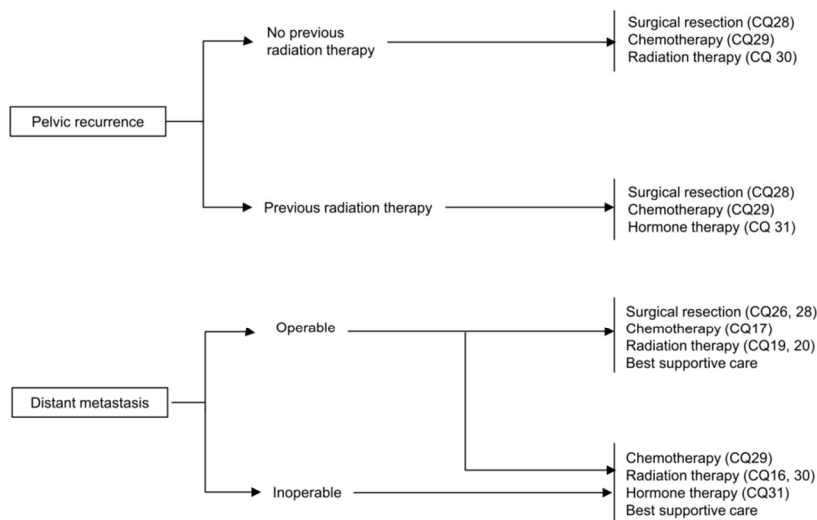 No previous
radiation therapy
Surgical resection (CQ28)
Chemotherapy (CQ29)
Radiation therapy (CQ 30)
Pelvic recurrence
Previous radiation therapy
Surgical resection (CQ28)
Chemotherapy (CQ29)
Hormone therapy (CQ 31)
Operable
Surgical resection (CQ26, 28)
Chemotherapy (CQ17)
Radiation therapy (CQ19, 20)
Best supportive care
Distant metastasis
Inoperable
Chemotherapy (CQ29)
Radiation therapy (CQ16, 30)
Hormone therapy (CQ31)
Best supportive care